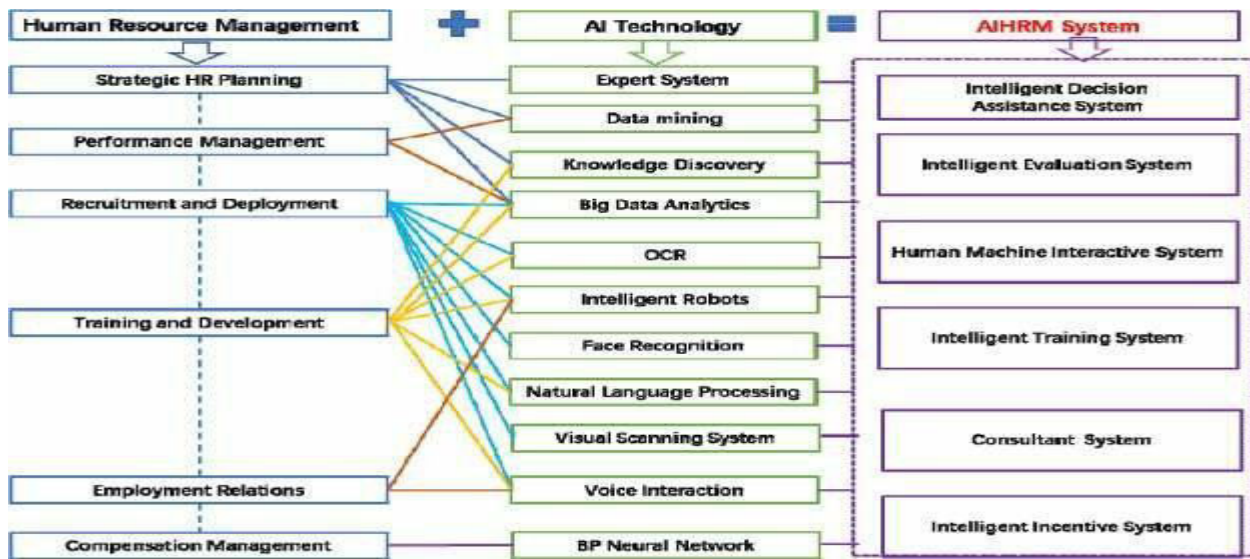 Human Resource Management
AI Technology
AIHRM System
Strategic HR Planning
Performance Management
Recruitment and Deployment
Training and Development
Employment Relations
Compensation Management
Expert System
Data mining
Knowledge Discovery
Big Data Analytics
OCR
Intelligent Robots
Face Recognition
Natural Language Processing
Visual Scanning System
Voice Interaction
BP Neural Network
Intelligent Decision
Assistance System
Intelligent Evaluation System
Human Machine Interactive System
Intelligent Training System
Consultant System
Intelligent Incentive System